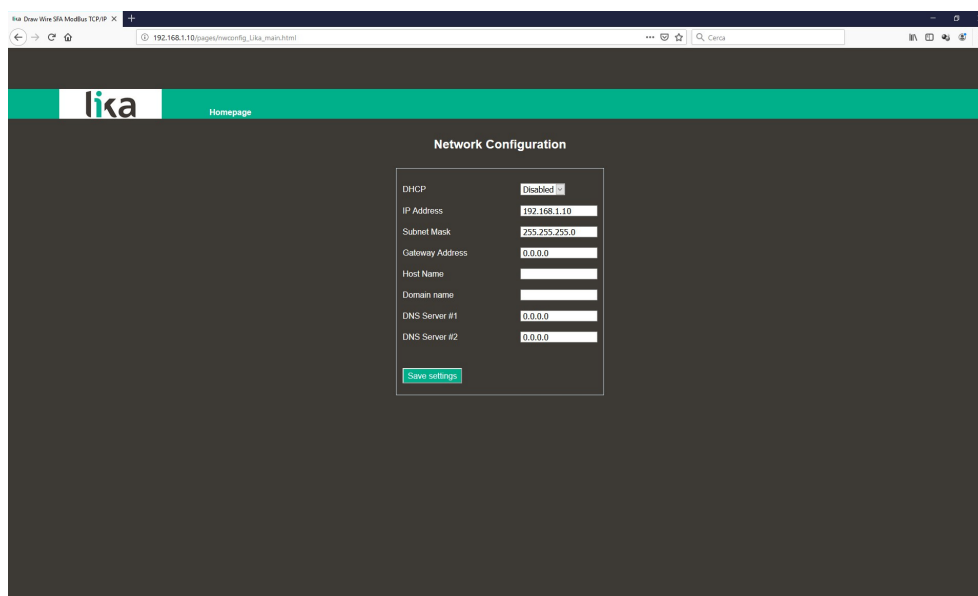 lika Draw Wire SFA ModBus TCP/IP
192.168.1.10/pages/nwconfig_Lika_main.html
Cerca
lika
Homepage
Network Configuration
DHCP Disabled
IP Address 192.168.1.10
Subnet Mask 255.255.255.0
Gateway Address 0.0.0.0
Host Name
Domain name
DNS Server #1 0.0.0.0
DNS Server #2 0.0.0.0
Save settings